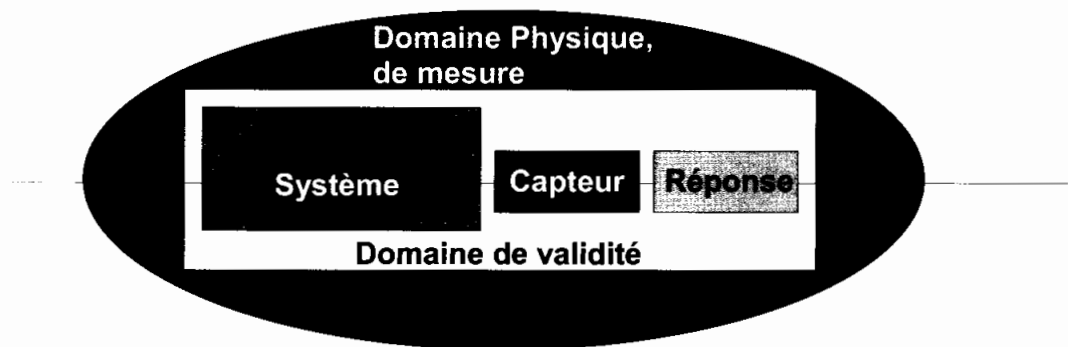 Domaine Physique,
de mesure
Système
Capteur
Réponse
Domaine de validité